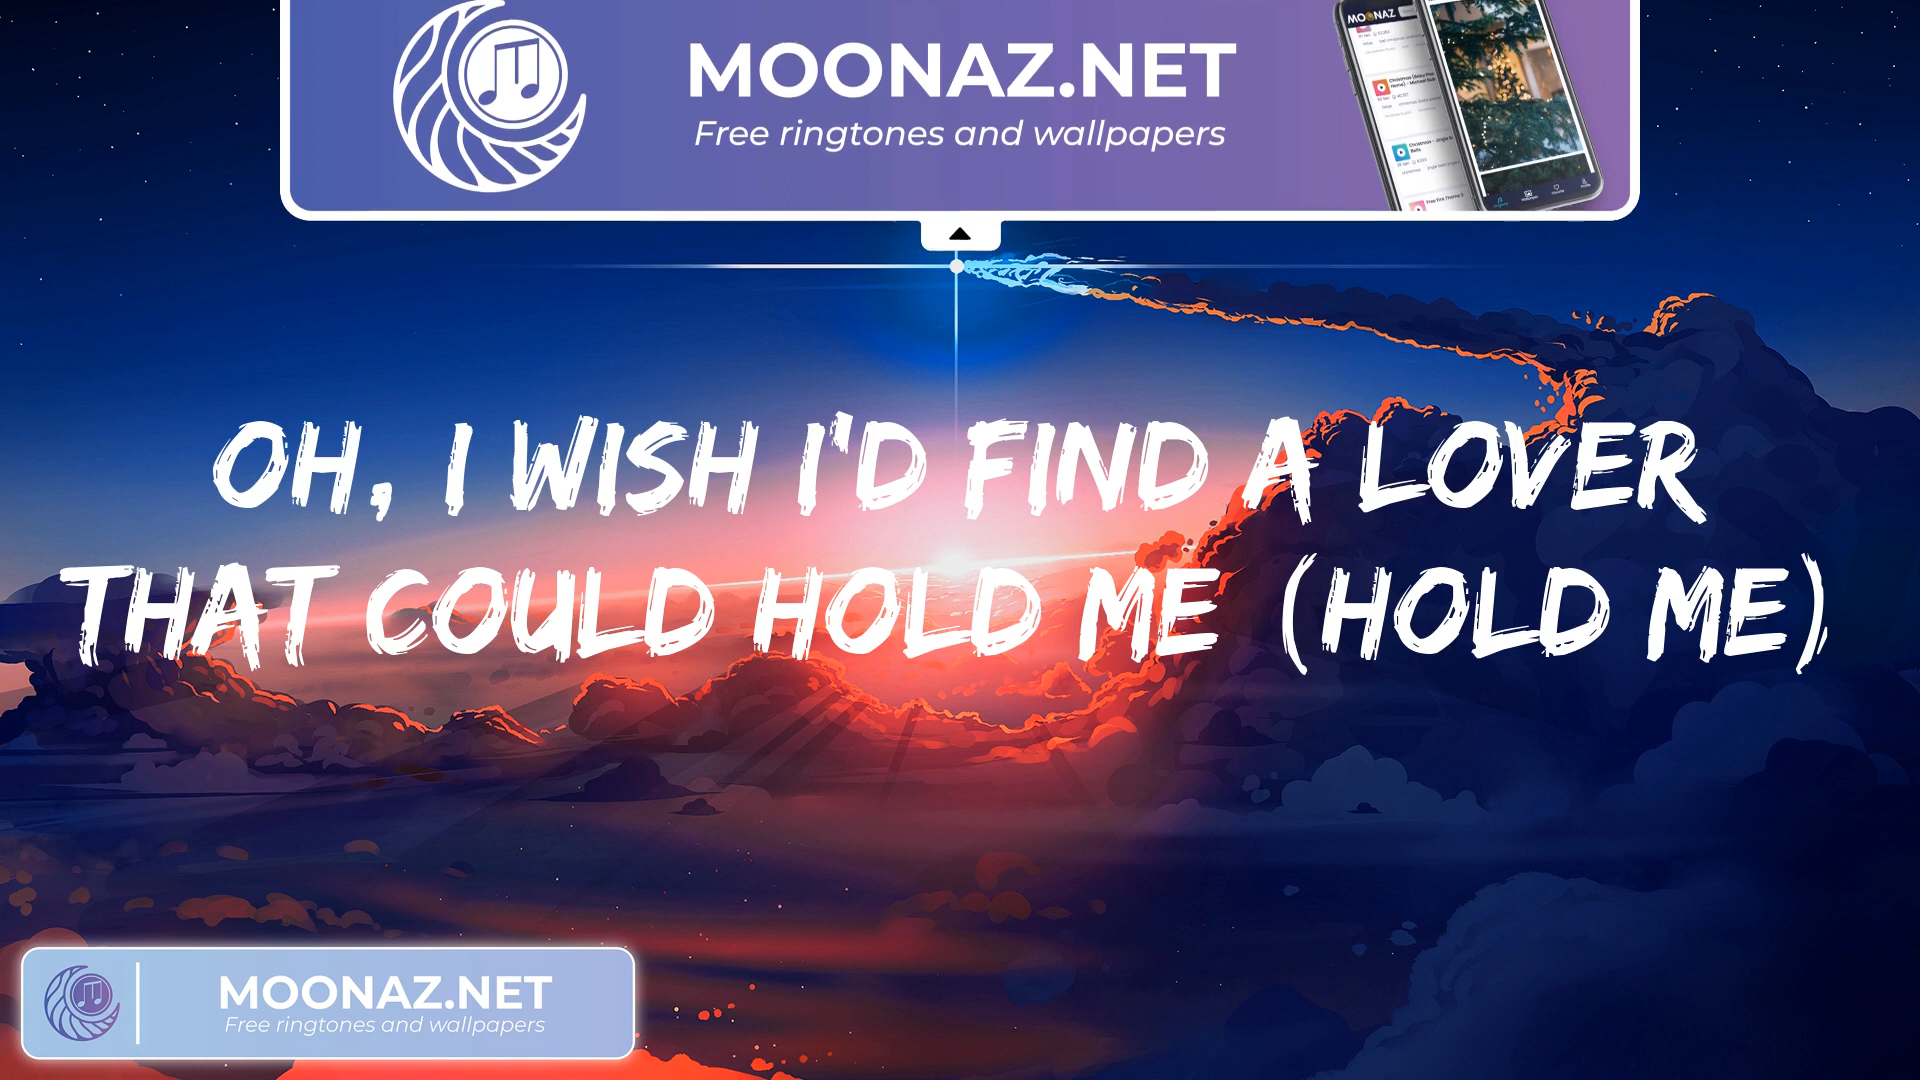 MOONAZ.NET
Free ringtones and wallpapers
MOONAZ
OH, I WISH I'D FIND A LOVER
THAT COULD HOLD ME (HOLD ME)
MOONAZ.NET
Free ringtones and wallpapers